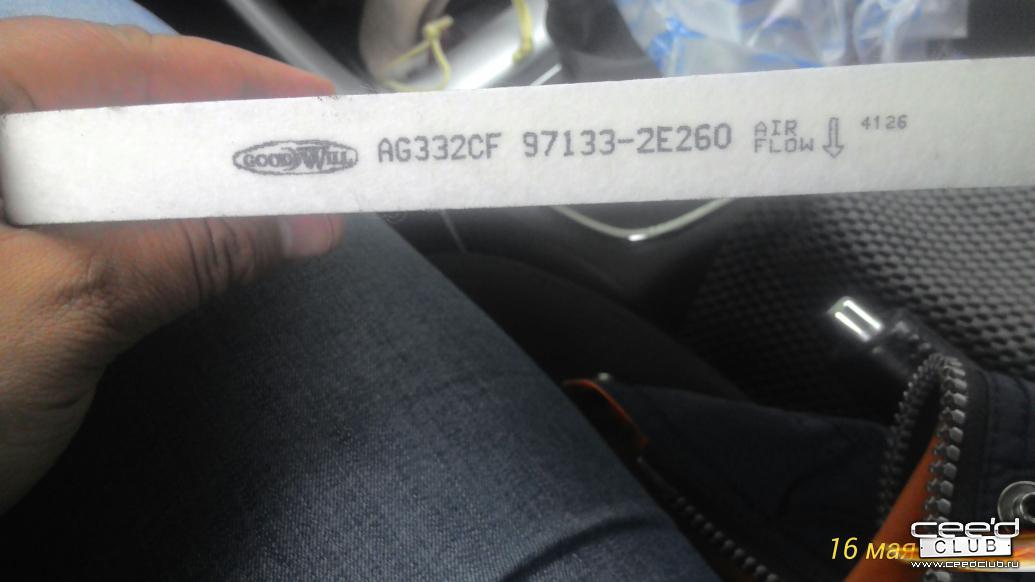 GOODWILL AG332CF 97133-2E260 AIR FLOW 4126
16 мая
cee'd
CLUB
www.ceedclub.ru